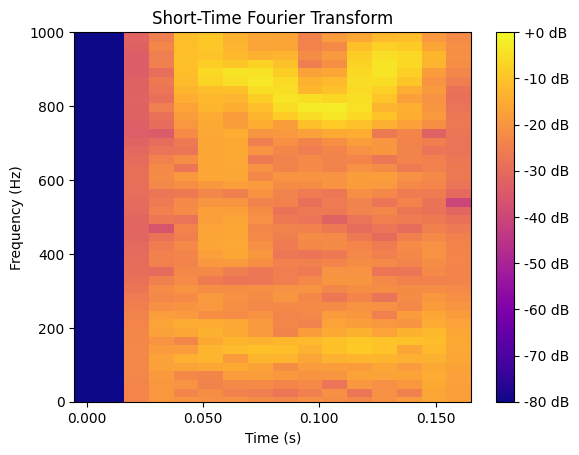 Short-Time Fourier Transform
1000
800
600
400
200
0
Frequency (Hz)
0.000
0.050
0.100
0.150
Time (s)
+0 dB
-10 dB
-20 dB
-30 dB
-40 dB
-50 dB
-60 dB
-70 dB
-80 dB